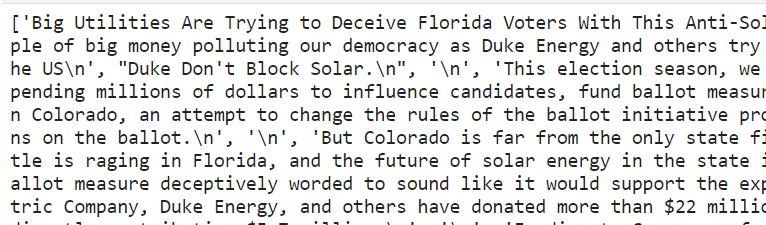 ['Big Utilities Are Trying to Deceive Florida Voters With This Anti-Sol
ple of big money polluting our democracy as Duke Energy and others try
he US\n', "Duke Don't Block Solar.\n", '\n', 'This election season, we
pending millions of dollars to influence candidates, fund ballot measur
n Colorado, an attempt to change the rules of the ballot initiative pro
ns on the ballot.\n', '\n', 'But Colorado is far from the only state fi
tle is raging in Florida, and the future of solar energy in the state i
allot measure deceptively worded to sound like it would support the exp
tric Company, Duke Energy, and others have donated more than $22 millio